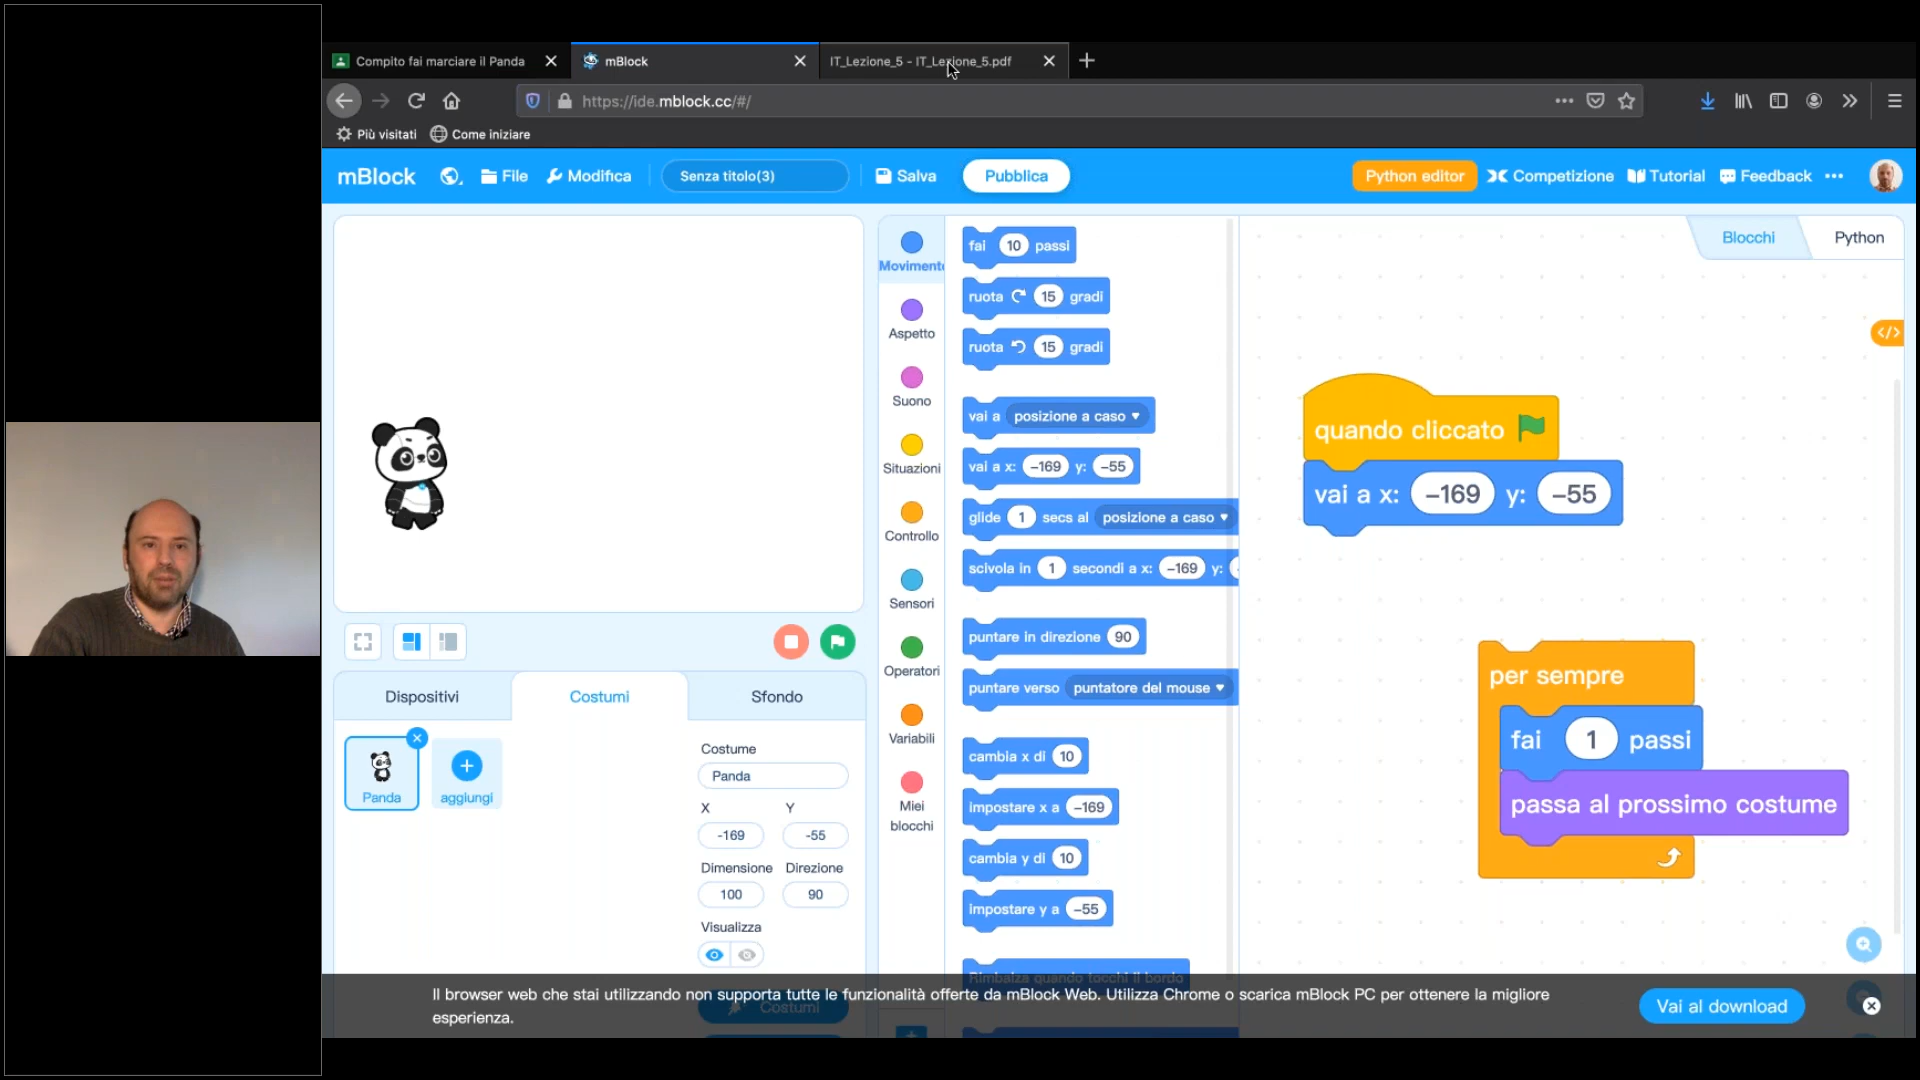 Compito fai marciare il Panda
mBlock
IT_Lezione_5 - IT_Lezione_5.pdf
https://ide.mblock.cc/#/
Più visitati
Come iniziare
mBlock
File
Modifica
Senza titolo(3)
Salva
Pubblica
Python editor
Competizione
Tutorial
Feedback
Movimento
Aspetto
Suono
Situazioni
Controllo
Sensori
Operatori
Variabili
Miei
blocchi
fai 10 passi
ruota 15 gradi
ruota 15 gradi
vai a posizione a caso
vai a x: -169 y: -55
glide 1 secs al posizione a caso
scivola in 1 secondi a x: -169 y:
puntare in direzione 90
puntare verso puntatore del mouse
cambia x di 10
impostare x a -169
cambia y di 10
impostare y a -55
Rimbalza quando tocchi il bordo
Blocchi
Python
quando cliccato
vai a x: -169 y: -55
per sempre
fai 1 passi
passa al prossimo costume
Dispositivi
Costumi
Sfondo
Panda
aggiungi
Costume
Panda
X
Y
-169
-55
Dimensione
Direzione
100
90
Visualizza
Costumi
Il browser web che stai utilizzando non supporta tutte le funzionalità offerte da mBlock Web. Utilizza Chrome o scarica mBlock PC per ottenere la migliore
esperienza.
Vai al download